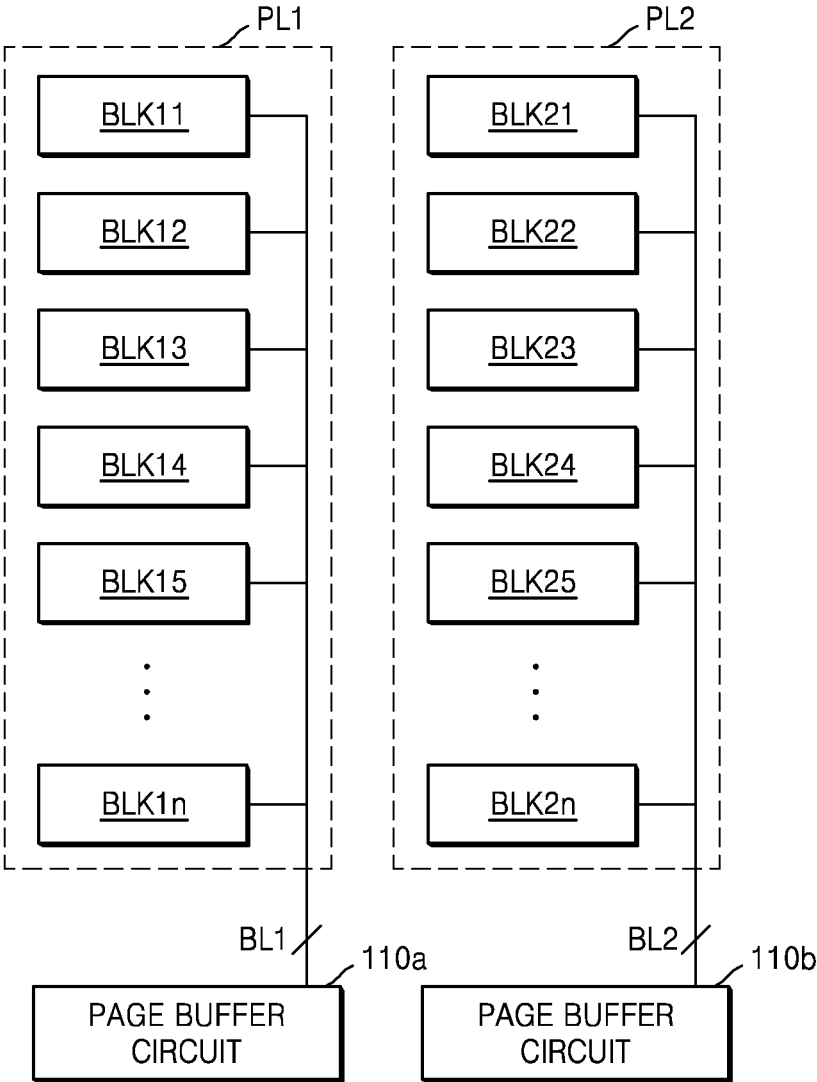 PL1
BLK11
BLK12
BLK13
BLK14
BLK15
BLK1n
BL1
110a
PAGE BUFFER
CIRCUIT
PL2
BLK21
BLK22
BLK23
BLK24
BLK25
BLK2n
BL2
110b
PAGE BUFFER
CIRCUIT